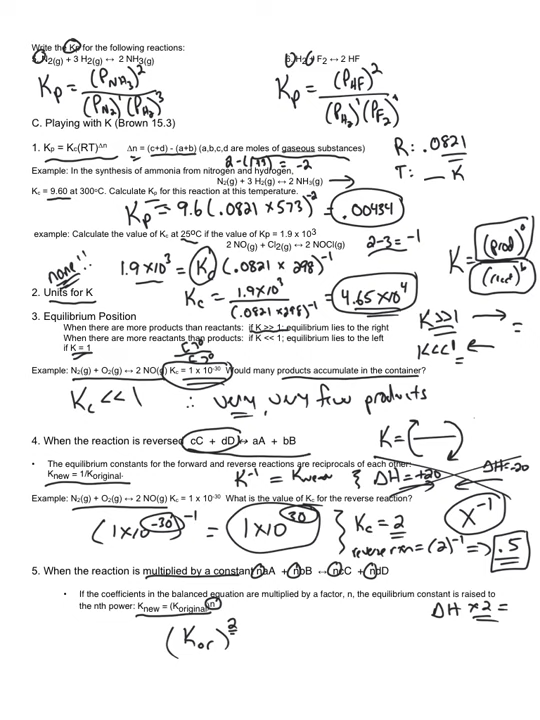 Write the Kp for the following reactions:
5. N2(g) + 3 H2(g) ↔ 2 NH3(g)
6. H2 + F2 ↔ 2 HF
Kp = (PNH3)^2 / (PN2)^1 (PH2)^3
Kp = (PHF)^2 / (PH2)^1 (PF2)^1
C. Playing with K (Brown 15.3)
1. Kp = Kc(RT)^Δn Δn = (c+d) - (a+b) (a,b,c,d are moles of gaseous substances)
R: .0821
T: __ K
Example: In the synthesis of ammonia from nitrogen and hydrogen,
= -2
N2(g) + 3 H2(g) ↔ 2 NH3(g)
Kc = 9.60 at 300oC. Calculate Kp for this reaction at this temperature.
Kp = 9.6(.0821 x 573)^-2 = .00434
example: Calculate the value of Kc at 25oC if the value of Kp = 1.9 x 10^3
2 NO(g) + Cl2(g) ↔ 2 NOCl(g)
2-3 = -1
none!!
1.9x10^3 = Kc (.0821 x 298)^-1
K = (prod)^a / (react)^b
2. Units for K
Kc = 1.9x10^3 / (.0821 x 298)^-1 = 4.65 x 10^4
3. Equilibrium Position
K>>1 → =
When there are more products than reactants: if K >> 1; equilibrium lies to the right
When there are more reactants than products: if K << 1; equilibrium lies to the left
K<<1 ←
if K = 1
Example: N2(g) + O2(g) ↔ 2 NO(g) Kc = 1 x 10^-30 Would many products accumulate in the container?
Kc << 1 ∴ very, very few products
4. When the reaction is reversed cC + dD ↔ aA + bB
K =
• The equilibrium constants for the forward and reverse reactions are reciprocals of each other:
Knew = 1/Koriginal.
K^-1 = Knew
ΔH = +20
ΔH = -20
Example: N2(g) + O2(g) ↔ 2 NO(g) Kc = 1 x 10^-30 What is the value of Kc for the reverse reaction?
(1x10^-30)^-1 = 1x10^30
Kc = 2
X^-1
reverse rxn = (2)^-1 => .5
5. When the reaction is multiplied by a constant naA + nbB ↔ ncC + ndD
• If the coefficients in the balanced equation are multiplied by a factor, n, the equilibrium constant is raised to
the nth power: Knew = (Koriginal)^n
ΔH x 2 =
(Kor)^2